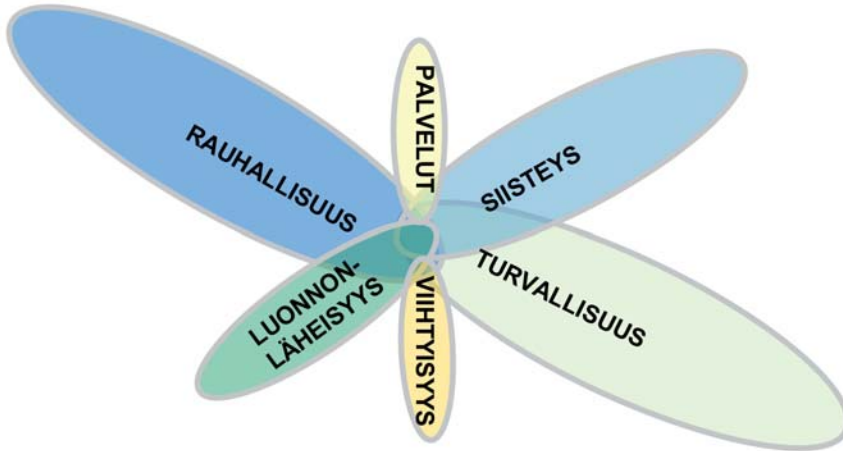 PALVELUT
RAUHALLISUUS
SIISTEYS
TURVALLISUUS
LUONNON-
LÄHEISYYS
VIIHTYISYYS